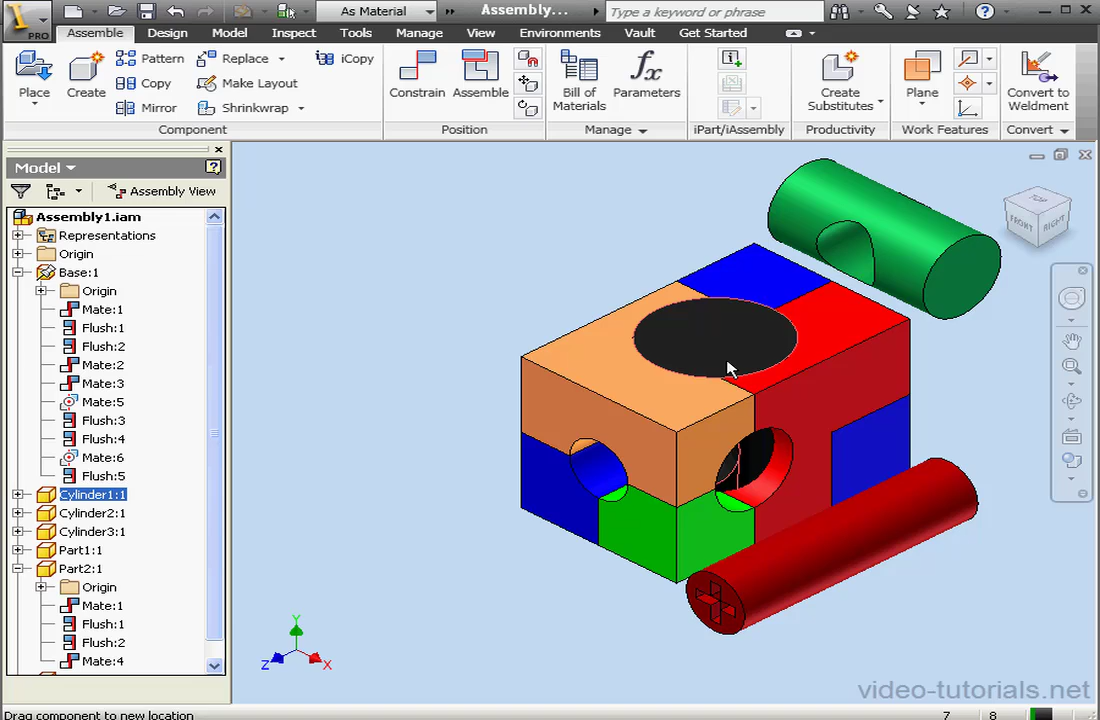 As Material
Assembly...
Type a keyword or phrase
PRO
Assemble Design Model Inspect Tools Manage View Environments Vault Get Started
Place
Create
Pattern
Copy
Mirror
Replace
Make Layout
Shrinkwrap
iCopy
Component
Constrain
Assemble
Position
Bill of
Materials
Parameters
Manage
iPart/iAssembly
Create
Substitutes
Productivity
Plane
Work Features
Convert to
Weldment
Convert
Model
Assembly View
Assembly1.iam
Representations
Origin
Base:1
Origin
Mate:1
Flush:1
Flush:2
Mate:2
Mate:3
Mate:5
Flush:3
Flush:4
Mate:6
Flush:5
Cylinder1:1
Cylinder2:1
Cylinder3:1
Part1:1
Part2:1
Origin
Mate:1
Flush:1
Flush:2
Mate:4
TOP
FRONT
RIGHT
Y
Z
X
video-tutorials.net
Drag component to new location
7 8